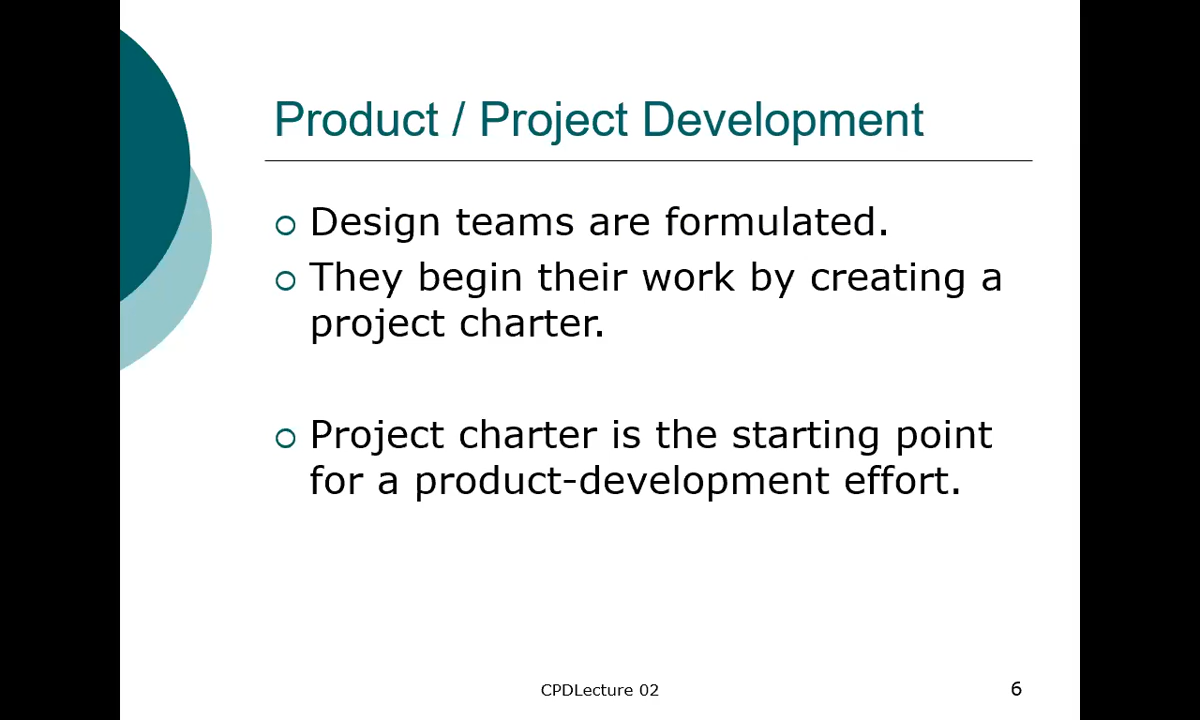 Product / Project Development
Design teams are formulated.
They begin their work by creating a
project charter.
Project charter is the starting point
for a product-development effort.
CPDLecture 02
6